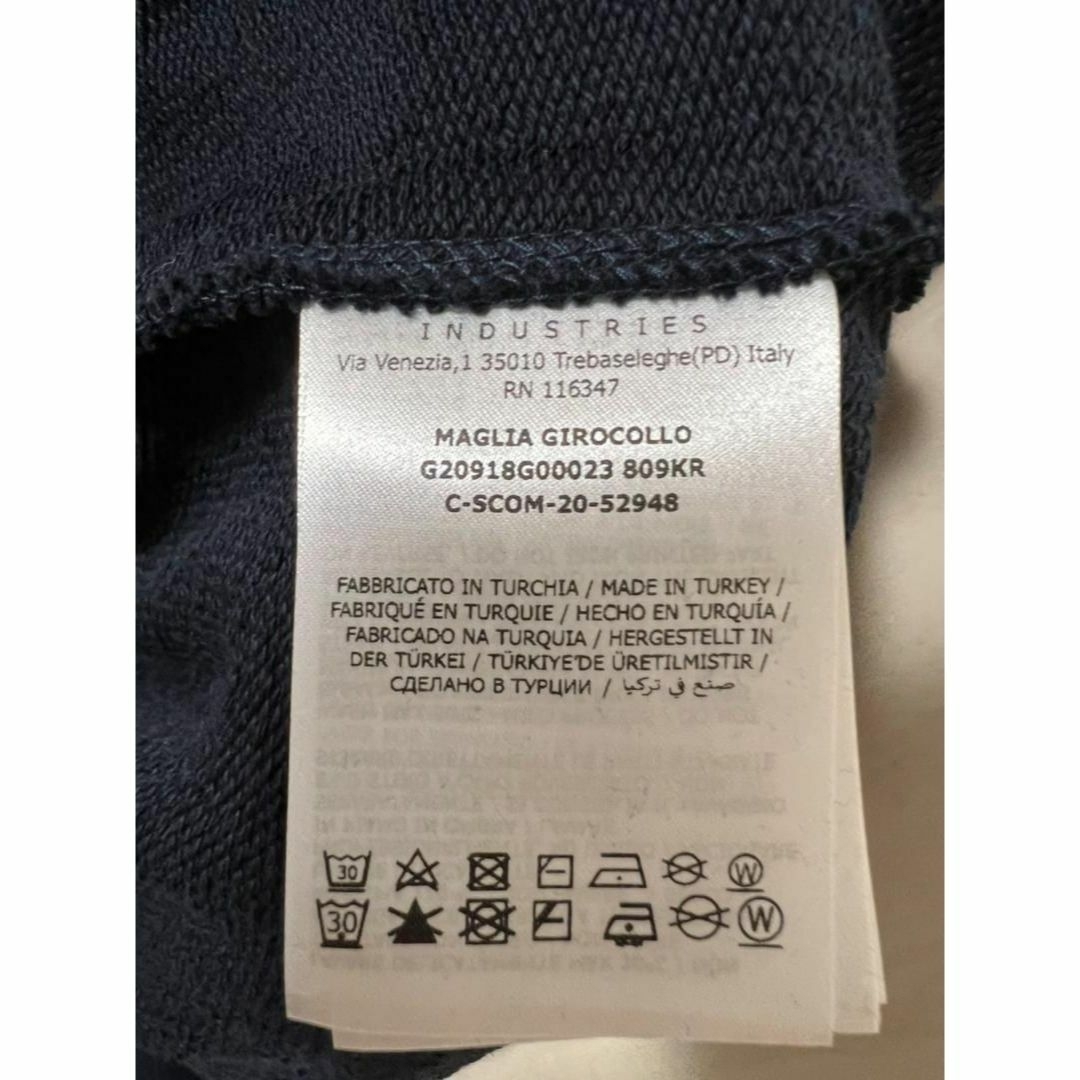 INDUSTRIES
Via Venezia,1 35010 Trebaseleghe(PD) Italy
RN 116347
MAGLIA GIROCOLLO
G20918G00023 809KR
C-SCOM-20-52948
FABBRICATO IN TURCHIA / MADE IN TURKEY /
FABRIQUÉ EN TURQUIE / HECHO EN TURQUÍA /
FABRICADO NA TURQUIA / HERGESTELLT IN
DER TÜRKEI / TÜRKIYE'DE ÜRETILMISTIR /
СДЕЛАНО В ТУРЦИИ / صنع في تركيا
30 W
30 W